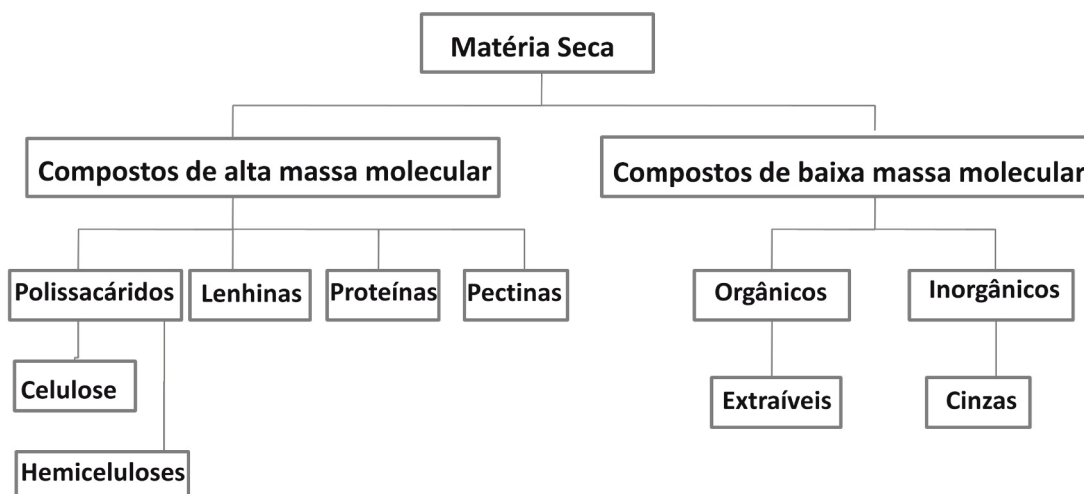 Matéria Seca
Compostos de alta massa molecular
Compostos de baixa massa molecular
Polissacáridos
Lenhinas
Proteínas
Pectinas
Orgânicos
Inorgânicos
Celulose
Extraíveis
Cinzas
Hemiceluloses